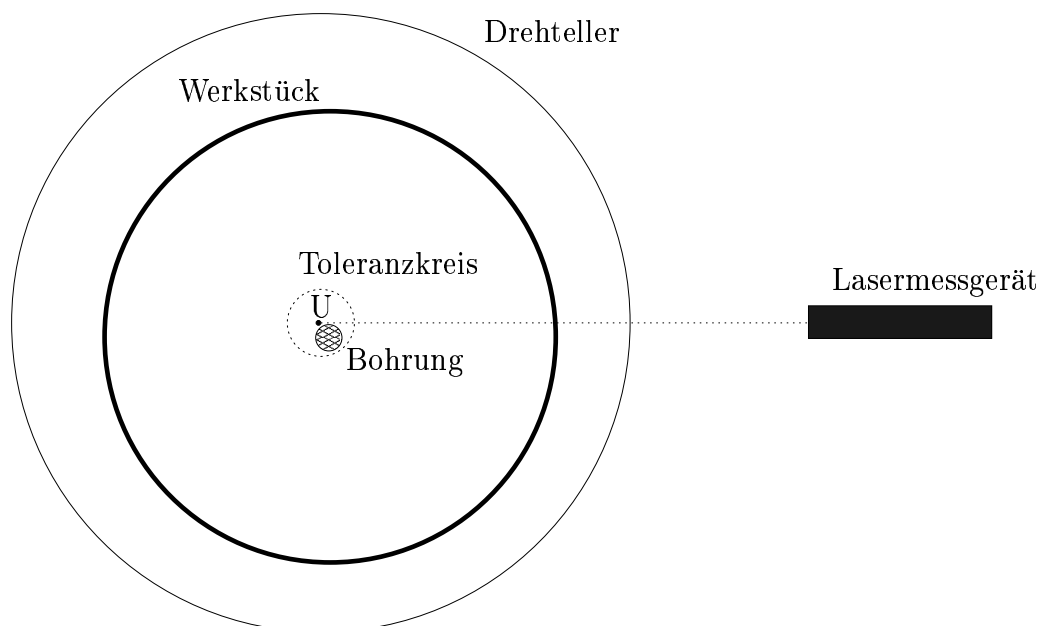 Drehteller
Werkstück
Toleranzkreis
U
Lasermessgerät
Bohrung